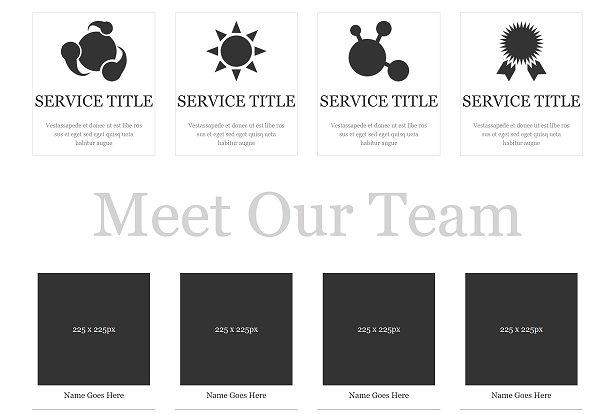 SERVICE TITLE SERVICE TITLE SERVICE TITLE SERVICE TITLE
Vestassapede et donec ut est libe ros Vestassapede et donec ut est libe ros Vestassapede et donec ut est libe ros Vestassapede et donec ut est libe ros
sus et eget sed eget quisq ueta sus et eget sed eget quisq ueta sus et eget sed eget quisq ueta sus et eget sed eget quisq ueta
habitur augue habitur augue habitur augue habitur augue
Meet Our Team
225 x 225px 225 x 225px 225 x 225px 225 x 225px
Name Goes Here Name Goes Here Name Goes Here Name Goes Here